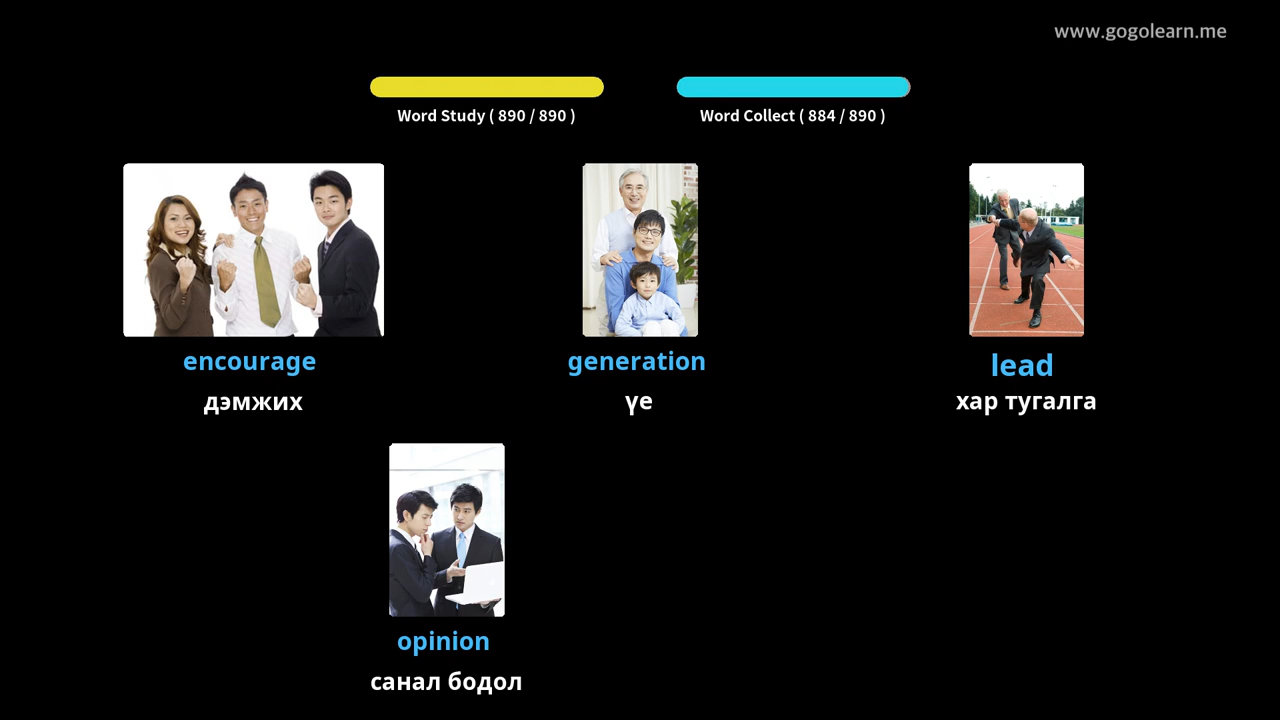 www.gogolearn.me
Word Study ( 890 / 890 )
Word Collect ( 884 / 890 )
encourage
дэмжих
generation
үе
lead
хар тугалга
opinion
санал бодол